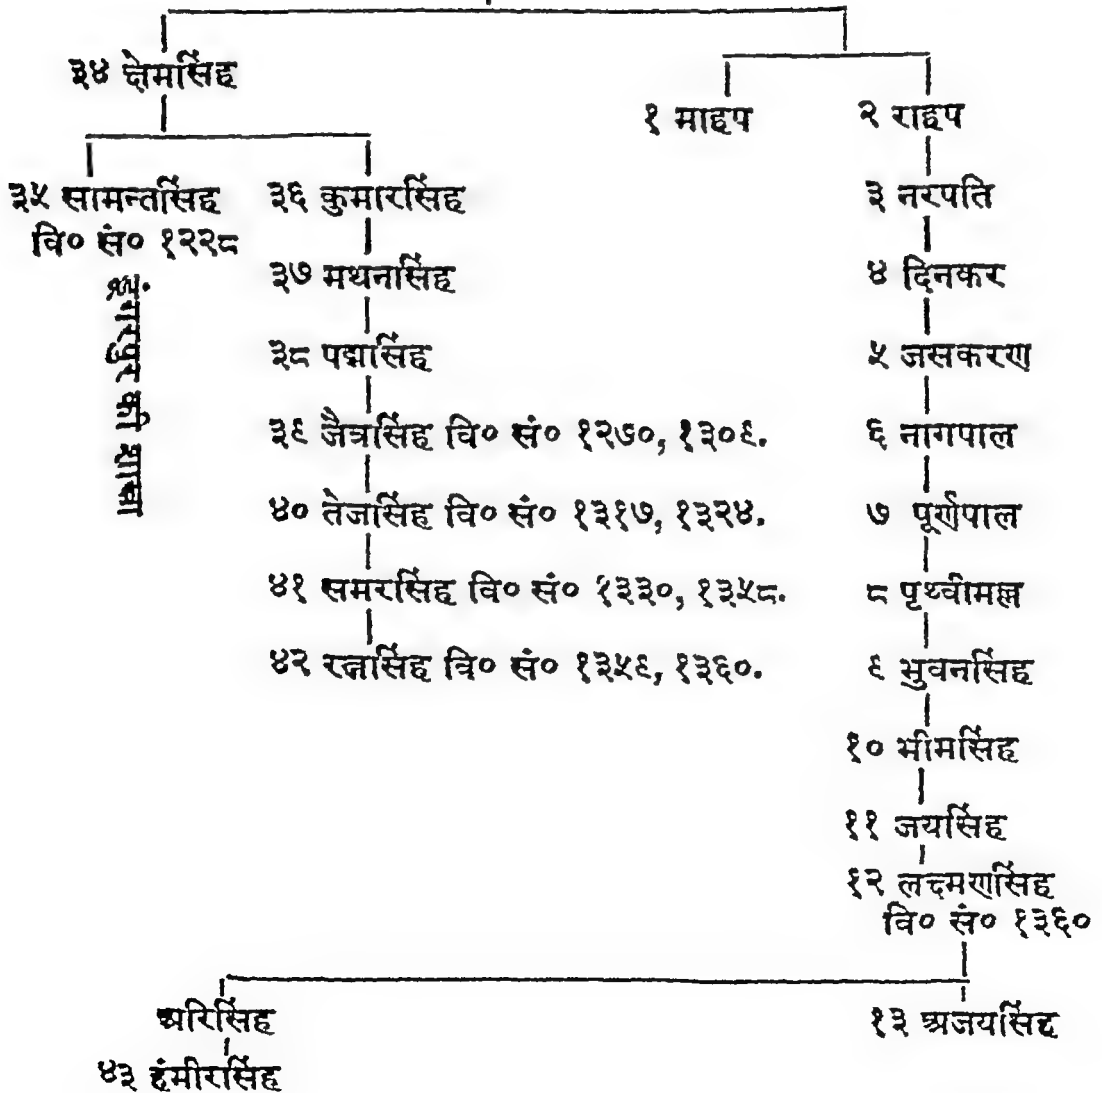 ३४ क्षेमसिंह
१ माहप
२ राहप
३५ सामन्तसिंह
वि० सं० १२२८
डूंगरपुर की शाखा
३६ कुमारसिंह
३७ मथनसिंह
३८ पद्मसिंह
३९ जैत्रसिंह वि० सं० १२७०, १३०९.
४० तेजसिंह वि० सं० १३१७, १३२४.
४१ समरसिंह वि० सं० १३३०, १३५८.
४२ रत्नसिंह वि० सं० १३५९, १३६०.
३ नरपति
४ दिनकर
५ जसकरण
६ नागपाल
७ पूर्णपाल
८ पृथ्वीमल्ल
९ भुवनसिंह
१० भीमसिंह
११ जयसिंह
१२ लक्ष्मणसिंह
वि० सं० १३६०
अरिसिंह
१३ अजयसिंह
४३ हंमीरसिंह